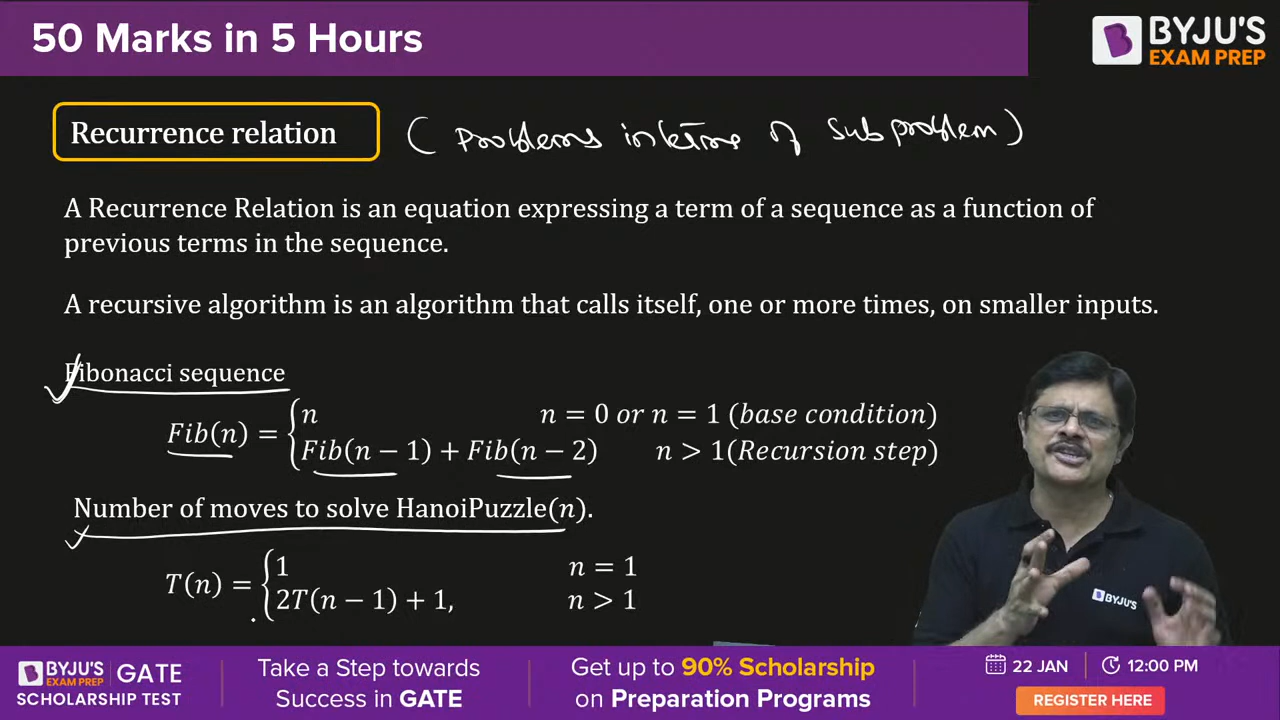 50 Marks in 5 Hours
BYJU'S
EXAM PREP
Recurrence relation
(Problems in terms of Subproblem)
A Recurrence Relation is an equation expressing a term of a sequence as a function of
previous terms in the sequence.
A recursive algorithm is an algorithm that calls itself, one or more times, on smaller inputs.
Fibonacci sequence
Fib(n) = { n n = 0 or n = 1 (base condition)
Fib(n − 1) + Fib(n − 2) n > 1(Recursion step)
Number of moves to solve HanoiPuzzle(n).
T(n) = { 1 n = 1
2T(n − 1) + 1, n > 1
BYJU'S
BYJU'S
EXAM PREP
GATE
SCHOLARSHIP TEST
Take a Step towards
Success in GATE
Get up to 90% Scholarship
on Preparation Programs
22 JAN
12:00 PM
REGISTER HERE